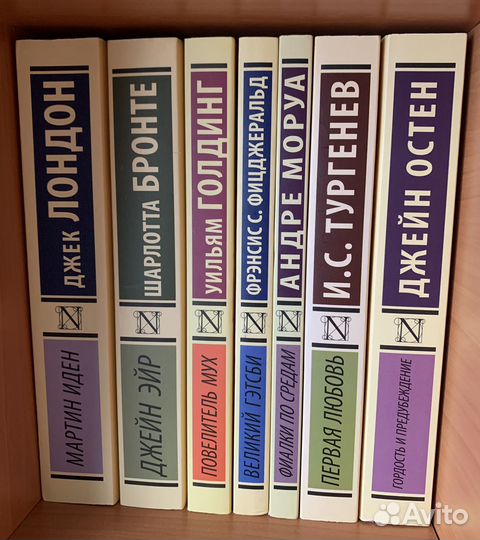 ДЖЕК ЛОНДОН
МАРТИН ИДЕН
ШАРЛОТТА БРОНТЕ
ДЖЕЙН ЭЙР
УИЛЬЯМ ГОЛДИНГ
ПОВЕЛИТЕЛЬ МУХ
ФРЭНСИС С. ФИЦДЖЕРАЛЬД
ВЕЛИКИЙ ГЭТСБИ
АНДРЕ МОРУА
ФИАЛКИ ПО СРЕДАМ
И.С. ТУРГЕНЕВ
ПЕРВАЯ ЛЮБОВЬ
ДЖЕЙН ОСТЕН
ГОРДОСТЬ И ПРЕДУБЕЖДЕНИЕ
Avito